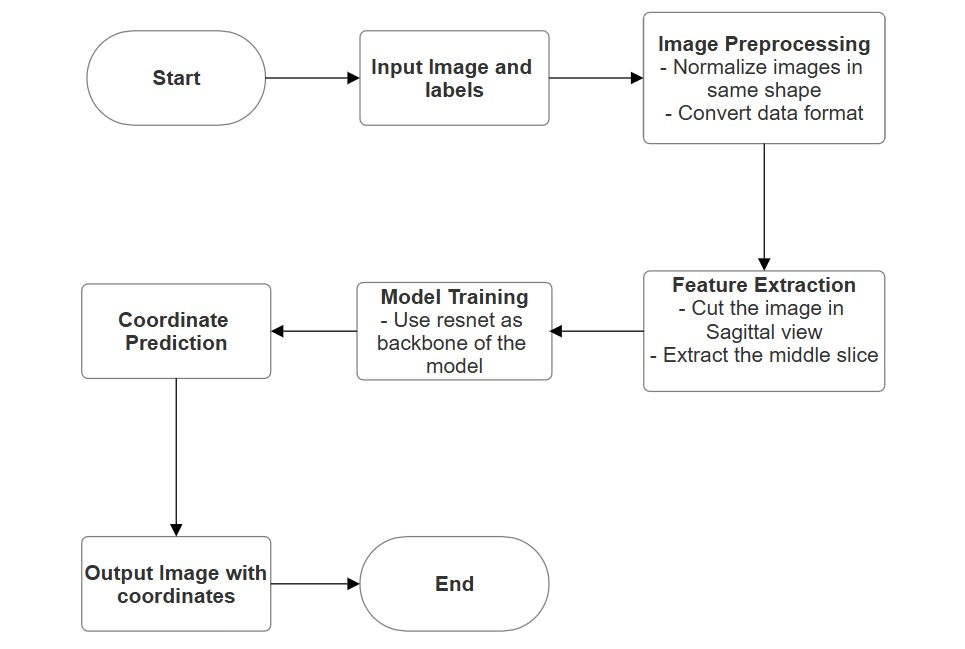 Start
Input Image and
labels
Image Preprocessing
- Normalize images in
same shape
- Convert data format
Feature Extraction
- Cut the image in
Sagittal view
- Extract the middle slice
Model Training
- Use resnet as
backbone of the
model
Coordinate
Prediction
Output Image with
coordinates
End